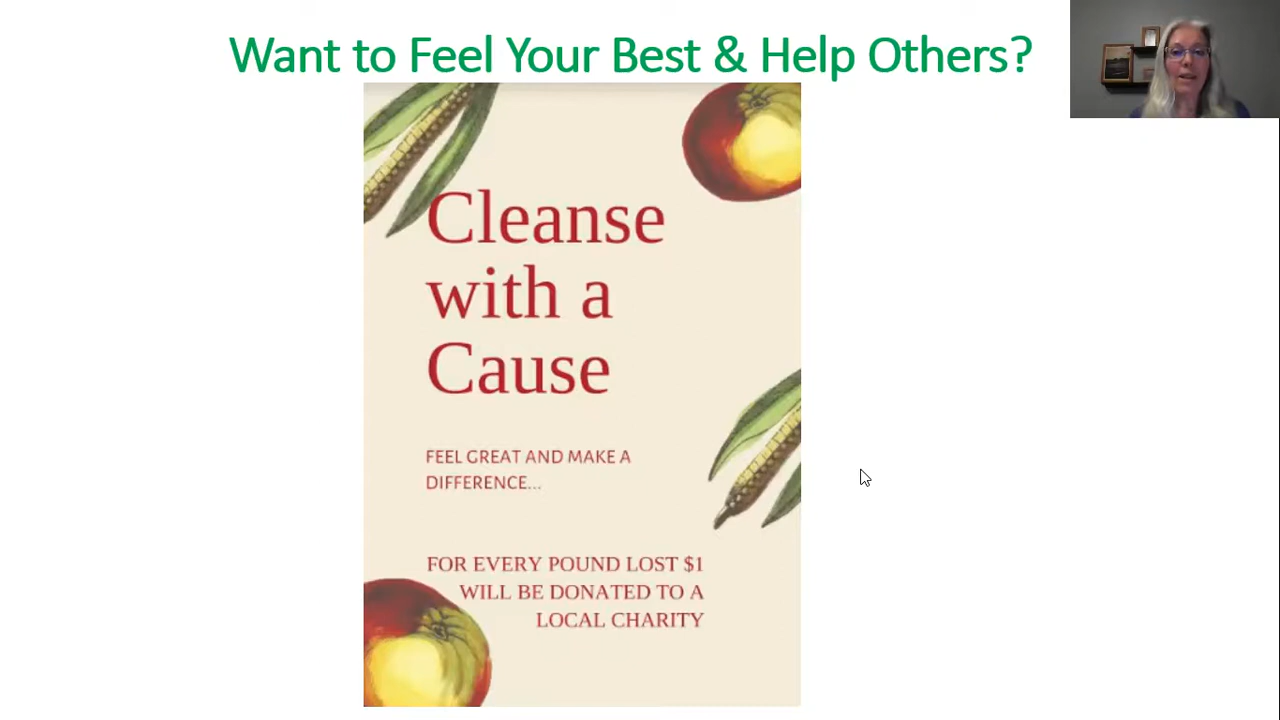 Want to Feel Your Best & Help Others?
Cleanse
with a
Cause
FEEL GREAT AND MAKE A
DIFFERENCE...
FOR EVERY POUND LOST $1
WILL BE DONATED TO A
LOCAL CHARITY